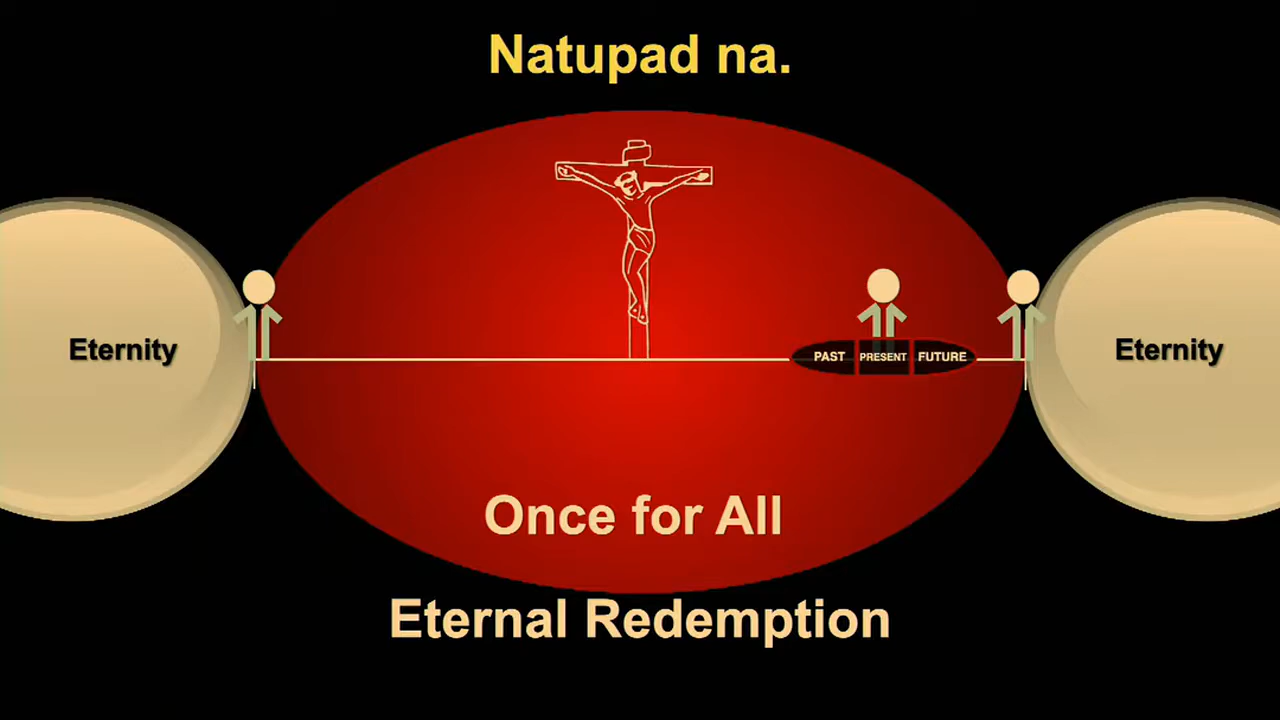 Natupad na.
Eternity
PAST PRESENT FUTURE
Eternity
Once for All
Eternal Redemption